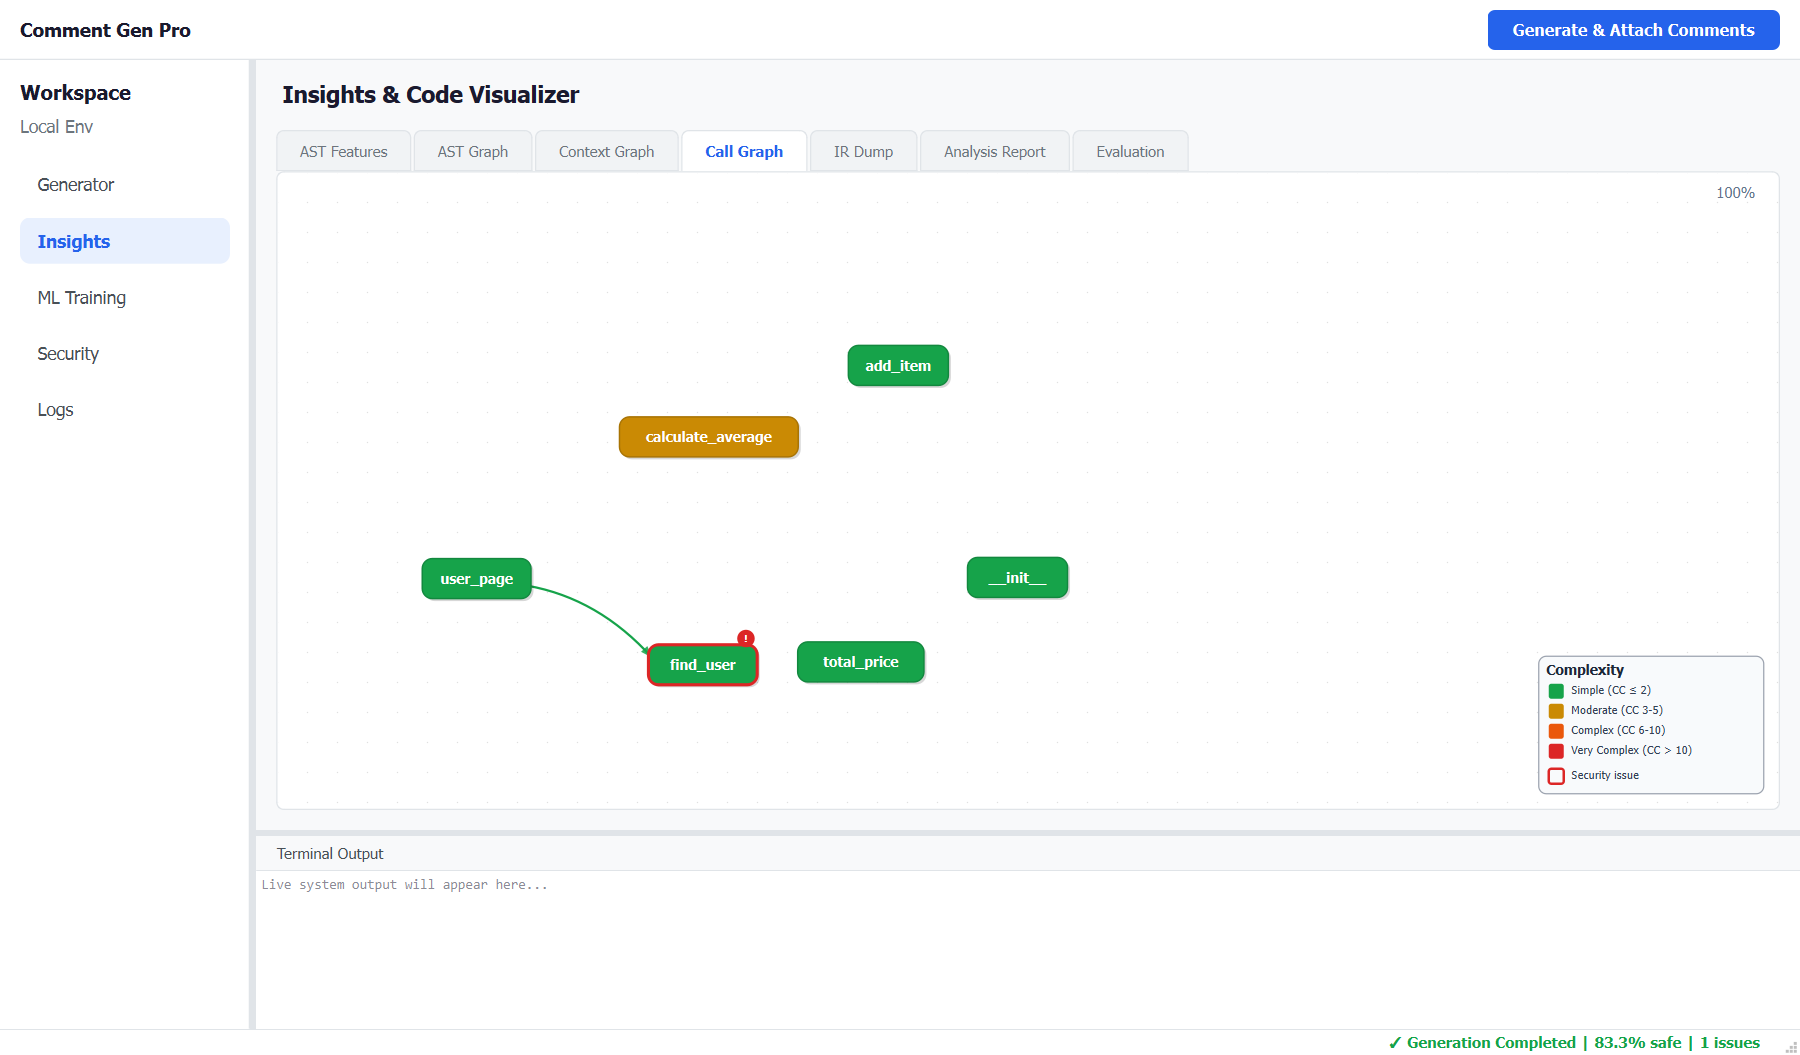 Comment Gen Pro
Generate & Attach Comments
Workspace
Local Env
Generator
Insights
ML Training
Security
Logs
Insights & Code Visualizer
AST Features
AST Graph
Context Graph
Call Graph
IR Dump
Analysis Report
Evaluation
100%
add_item
calculate_average
user_page
__init__
!
find_user
total_price
Complexity
Simple (CC ≤ 2)
Moderate (CC 3-5)
Complex (CC 6-10)
Very Complex (CC > 10)
Security issue
Terminal Output
Live system output will appear here...
✓ Generation Completed | 83.3% safe | 1 issues